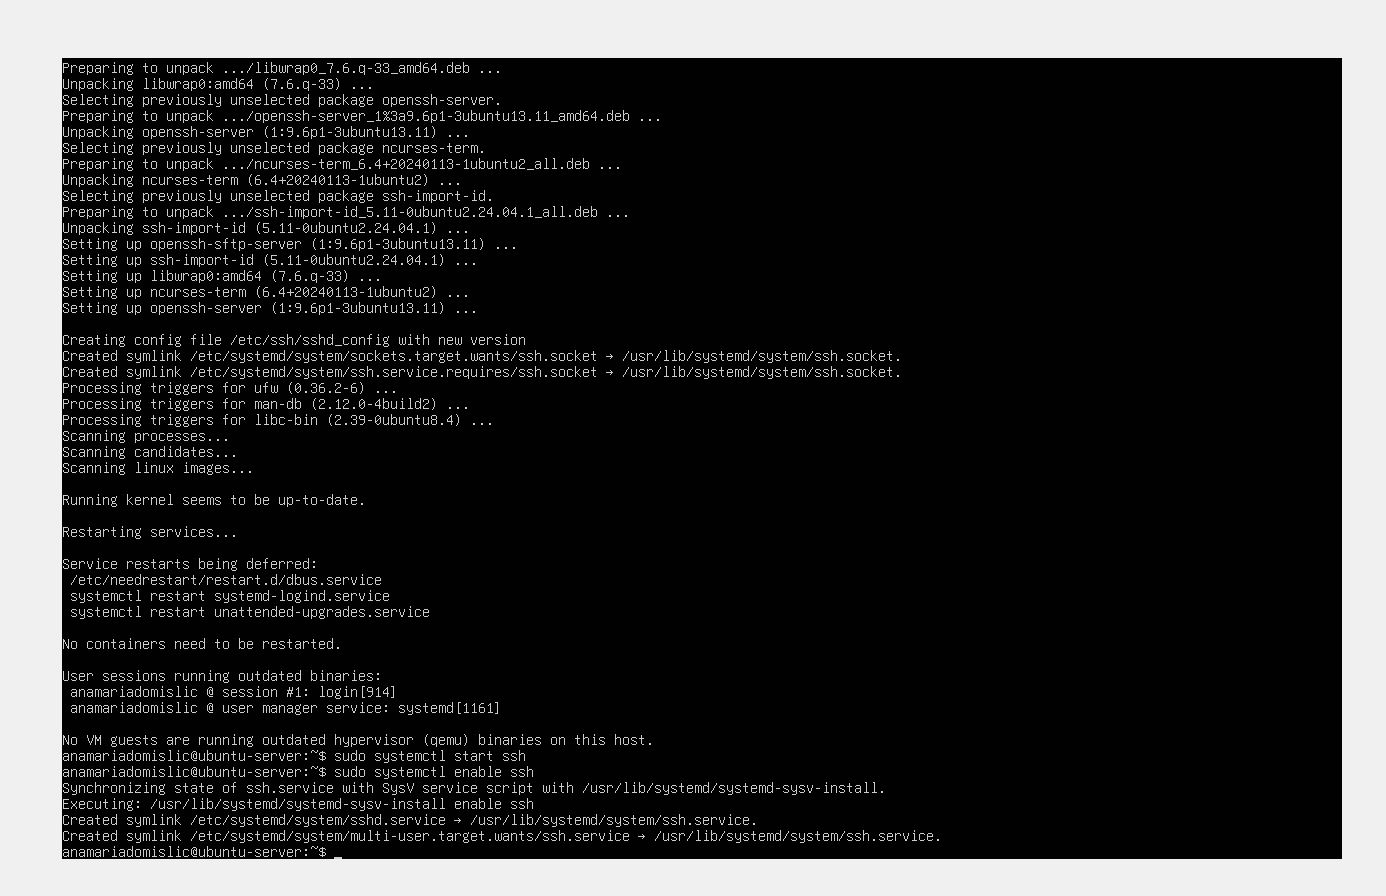 Preparing to unpack .../libwrap0_7.6.q-33_amd64.deb ...
Unpacking libwrap0:amd64 (7.6.q-33) ...
Selecting previously unselected package openssh-server.
Preparing to unpack .../openssh-server_1%3a9.6p1-3ubuntu13.11_amd64.deb ...
Unpacking openssh-server (1:9.6p1-3ubuntu13.11) ...
Selecting previously unselected package ncurses-term.
Preparing to unpack .../ncurses-term_6.4+20240113-1ubuntu2_all.deb ...
Unpacking ncurses-term (6.4+20240113-1ubuntu2) ...
Selecting previously unselected package ssh-import-id.
Preparing to unpack .../ssh-import-id_5.11-0ubuntu2.24.04.1_all.deb ...
Unpacking ssh-import-id (5.11-0ubuntu2.24.04.1) ...
Setting up openssh-sftp-server (1:9.6p1-3ubuntu13.11) ...
Setting up ssh-import-id (5.11-0ubuntu2.24.04.1) ...
Setting up libwrap0:amd64 (7.6.q-33) ...
Setting up ncurses-term (6.4+20240113-1ubuntu2) ...
Setting up openssh-server (1:9.6p1-3ubuntu13.11) ...

Creating config file /etc/ssh/sshd_config with new version
Created symlink /etc/systemd/system/sockets.target.wants/ssh.socket → /usr/lib/systemd/system/ssh.socket.
Created symlink /etc/systemd/system/ssh.service.requires/ssh.socket → /usr/lib/systemd/system/ssh.socket.
Processing triggers for ufw (0.36.2-6) ...
Processing triggers for man-db (2.12.0-4build2) ...
Processing triggers for libc-bin (2.39-0ubuntu8.4) ...
Scanning processes...
Scanning candidates...
Scanning linux images...

Running kernel seems to be up-to-date.

Restarting services...

Service restarts being deferred:
 /etc/needrestart/restart.d/dbus.service
 systemctl restart systemd-logind.service
 systemctl restart unattended-upgrades.service

No containers need to be restarted.

User sessions running outdated binaries:
 anamariadomislic @ session #1: login[914]
 anamariadomislic @ user manager service: systemd[1161]

No VM guests are running outdated hypervisor (qemu) binaries on this host.
anamariadomislic@ubuntu-server:~$ sudo systemctl start ssh
anamariadomislic@ubuntu-server:~$ sudo systemctl enable ssh
Synchronizing state of ssh.service with SysV service script with /usr/lib/systemd/systemd-sysv-install.
Executing: /usr/lib/systemd/systemd-sysv-install enable ssh
Created symlink /etc/systemd/system/sshd.service → /usr/lib/systemd/system/ssh.service.
Created symlink /etc/systemd/system/multi-user.target.wants/ssh.service → /usr/lib/systemd/system/ssh.service.
anamariadomislic@ubuntu-server:~$ _